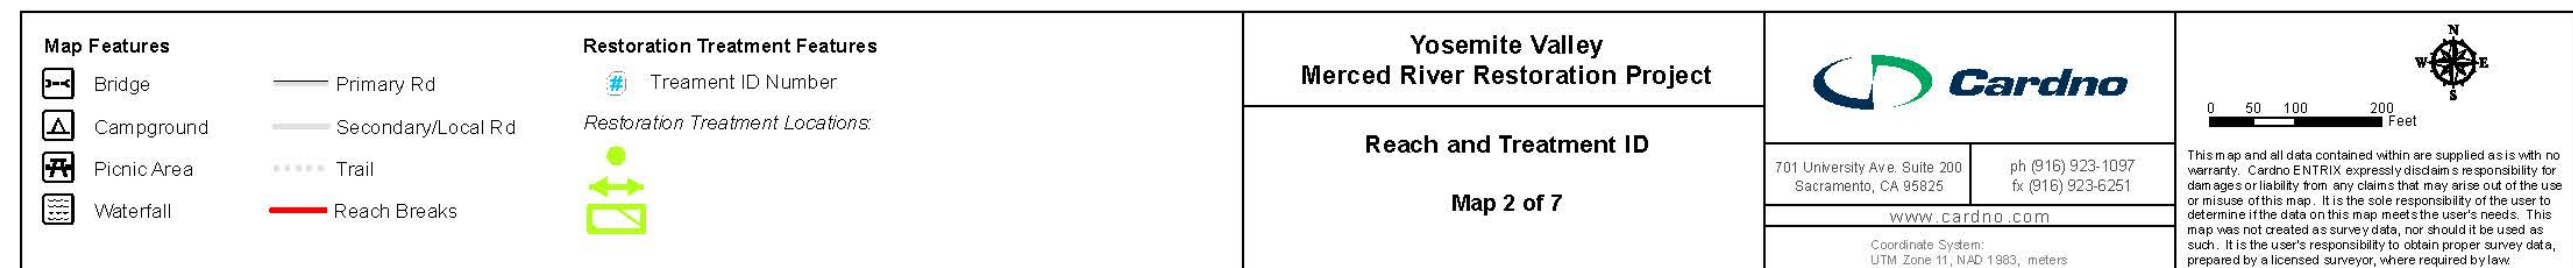 Map Features
Bridge
Campground
Picnic Area
Waterfall
Primary Rd
Secondary/Local Rd
Trail
Reach Breaks
Restoration Treatment Features
# Treament ID Number
Restoration Treatment Locations:
Yosemite Valley
Merced River Restoration Project
Reach and Treatment ID
Map 2 of 7
Cardno
701 University Ave. Suite 200
Sacramento, CA 95825
ph (916) 923-1097
fx (916) 923-6251
www.cardno.com
Coordinate System:
UTM Zone 11, NAD 1983, meters
N
W E
S
0 50 100 200
Feet
This map and all data contained within are supplied as is with no
warranty. Cardno ENTRIX expressly disclaims responsibility for
damages or liability from any claims that may arise out of the use
or misuse of this map. It is the sole responsibility of the user to
determine if the data on this map meets the user's needs. This
map was not created as survey data, nor should it be used as
such. It is the user's responsibility to obtain proper survey data,
prepared by a licensed surveyor, where required by law.